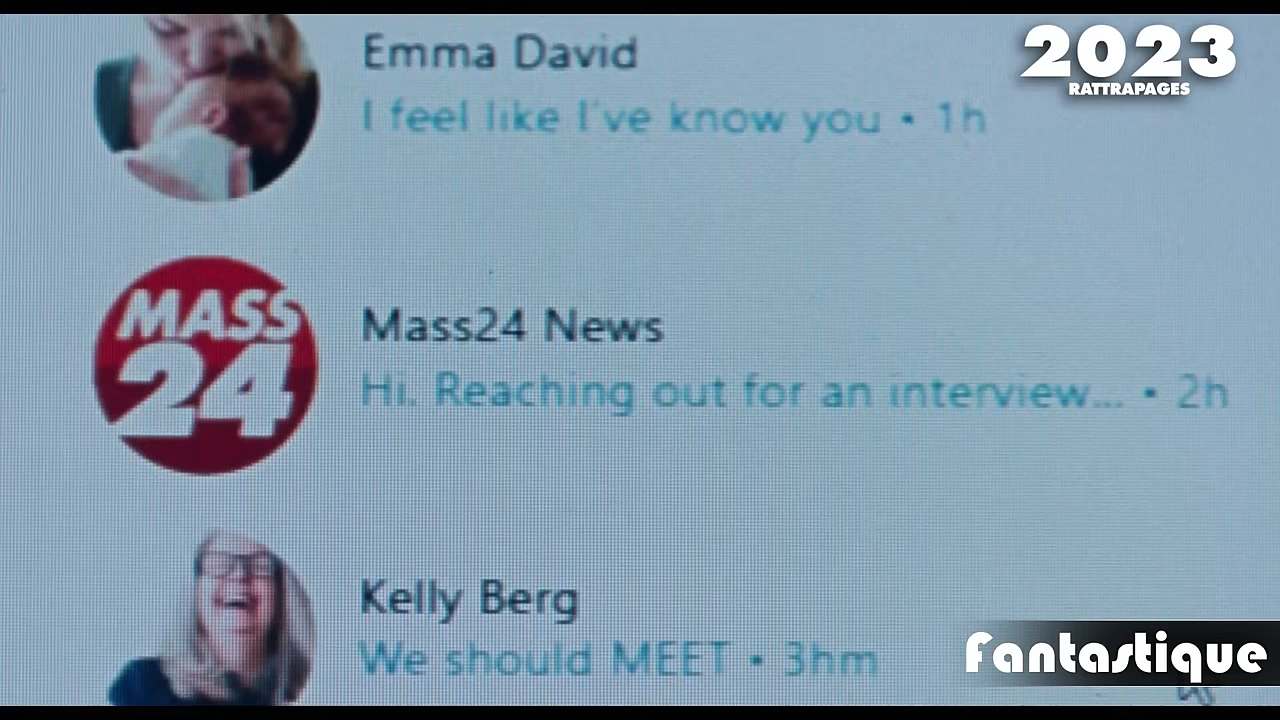 2023
RATTRAPAGES
Emma David
I feel like I've know you • 1h
MASS
24
Mass24 News
Hi. Reaching out for an interview... • 2h
Kelly Berg
We should MEET • 3hm
Fantastique